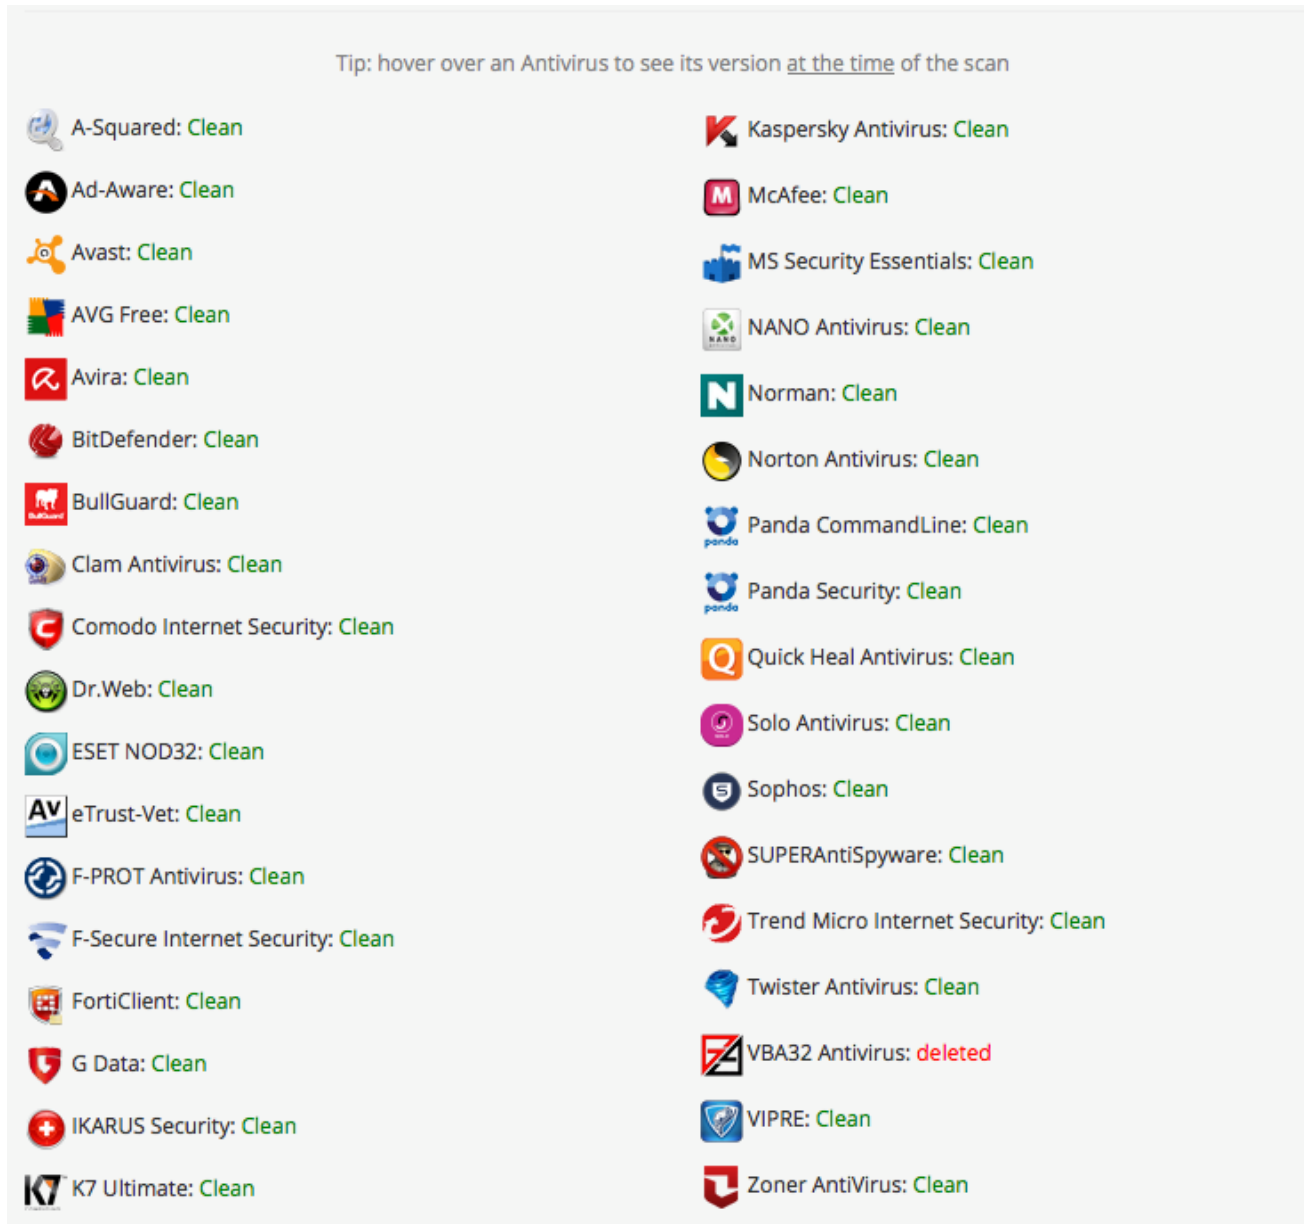 Tip: hover over an Antivirus to see its version at the time of the scan
A-Squared: Clean
Ad-Aware: Clean
Avast: Clean
AVG Free: Clean
Avira: Clean
BitDefender: Clean
BullGuard: Clean
Clam Antivirus: Clean
Comodo Internet Security: Clean
Dr.Web: Clean
ESET NOD32: Clean
eTrust-Vet: Clean
F-PROT Antivirus: Clean
F-Secure Internet Security: Clean
FortiClient: Clean
G Data: Clean
IKARUS Security: Clean
K7 Ultimate: Clean
Kaspersky Antivirus: Clean
McAfee: Clean
MS Security Essentials: Clean
NANO Antivirus: Clean
Norman: Clean
Norton Antivirus: Clean
Panda CommandLine: Clean
Panda Security: Clean
Quick Heal Antivirus: Clean
Solo Antivirus: Clean
Sophos: Clean
SUPERAntiSpyware: Clean
Trend Micro Internet Security: Clean
Twister Antivirus: Clean
VBA32 Antivirus: deleted
VIPRE: Clean
Zoner AntiVirus: Clean